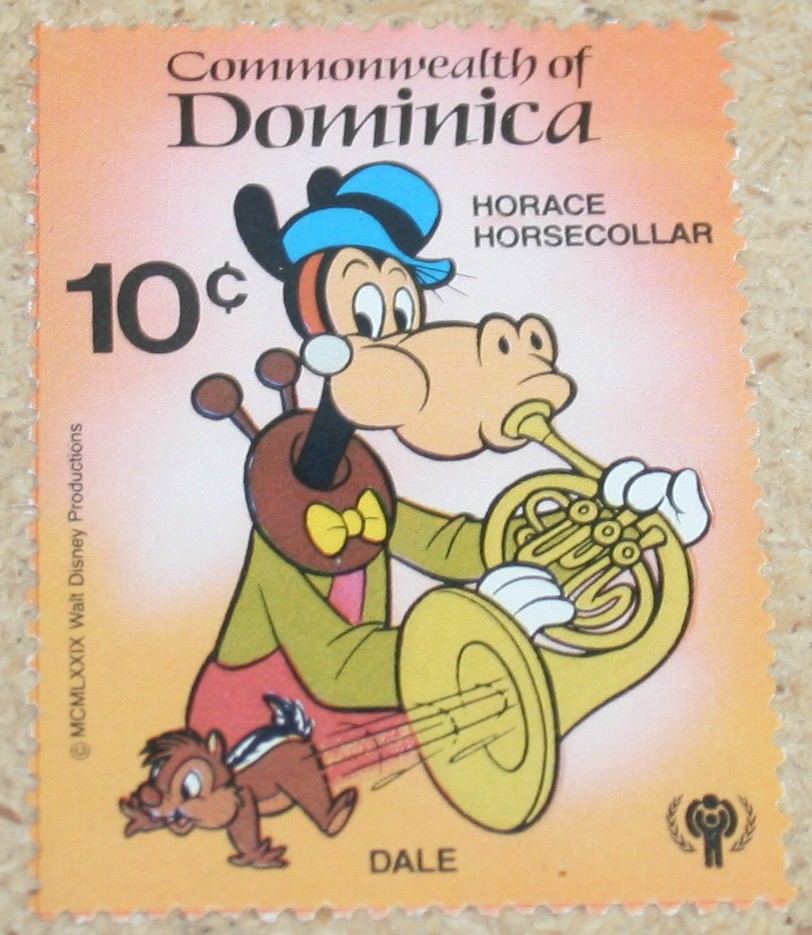 Commonwealth of
Dominica
HORACE
HORSECOLLAR
10¢
© MCMLXXIX Walt Disney Productions
DALE